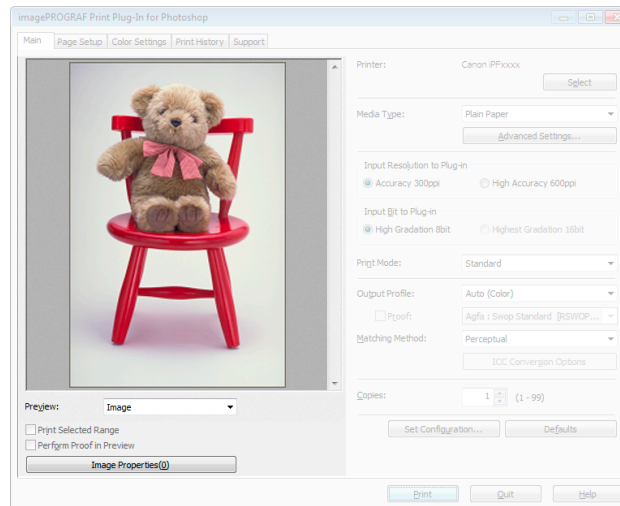 imagePROGRAF Print Plug-In for Photoshop
Main Page Setup Color Settings Print History Support
Printer: Canon iPFxxxx
Select
Media Type: Plain Paper
Advanced Settings...
Input Resolution to Plug-in
Accuracy 300ppi High Accuracy 600ppi
Input Bit to Plug-in
High Gradation 8bit Highest Gradation 16bit
Print Mode: Standard
Output Profile: Auto (Color)
Proof: Agfa : Swop Standard [RSWOP...
Matching Method: Perceptual
ICC Conversion Options
Copies: 1 (1 - 99)
Set Configuration... Defaults
Preview: Image
Print Selected Range
Perform Proof in Preview
Image Properties(0)
Print Quit Help